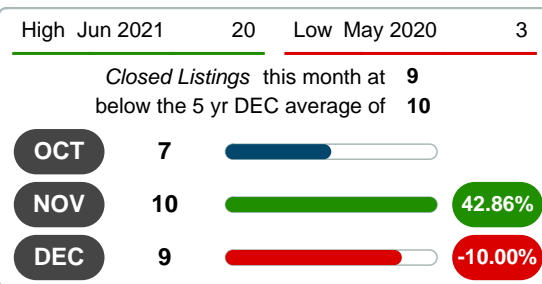 High Jun 2021 20 Low May 2020 3
Closed Listings this month at 9
below the 5 yr DEC average of 10
OCT 7
NOV 10 42.86%
DEC 9 -10.00%